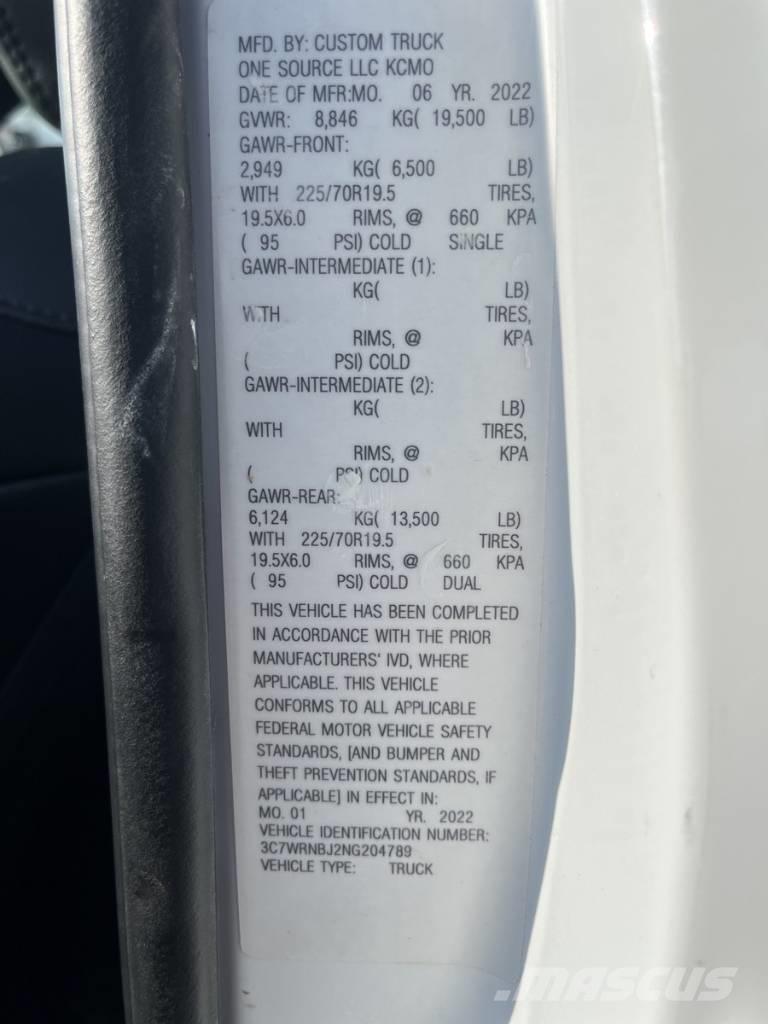 MFD. BY: CUSTOM TRUCK
ONE SOURCE LLC KCMO
DATE OF MFR:MO. 06 YR. 2022
GVWR: 8,846 KG( 19,500 LB)
GAWR-FRONT:
2,949 KG( 6,500 LB)
WITH 225/70R19.5 TIRES,
19.5X6.0 RIMS, @ 660 KPA
( 95 PSI) COLD SINGLE
GAWR-INTERMEDIATE (1):
KG( LB)
WITH TIRES,
RIMS, @ KPA
( PSI) COLD
GAWR-INTERMEDIATE (2):
KG( LB)
WITH TIRES,
RIMS, @ KPA
( PSI) COLD
GAWR-REAR:
6,124 KG( 13,500 LB)
WITH 225/70R19.5 TIRES,
19.5X6.0 RIMS, @ 660 KPA
( 95 PSI) COLD DUAL
THIS VEHICLE HAS BEEN COMPLETED
IN ACCORDANCE WITH THE PRIOR
MANUFACTURERS' IVD, WHERE
APPLICABLE. THIS VEHICLE
CONFORMS TO ALL APPLICABLE
FEDERAL MOTOR VEHICLE SAFETY
STANDARDS, [AND BUMPER AND
THEFT PREVENTION STANDARDS, IF
APPLICABLE] IN EFFECT IN:
MO. 01 YR. 2022
VEHICLE IDENTIFICATION NUMBER:
3C7WRNBJ2NG204789
VEHICLE TYPE: TRUCK
MASCUS